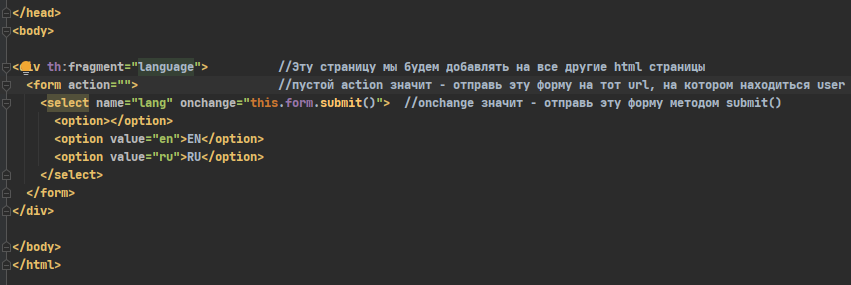 </head>
<body>
<div th:fragment="language"> //Эту страницу мы будем добавлять на все другие html страницы
<form action=""> //пустой action значит - отправь эту форму на тот url, на котором находиться user
<select name="lang" onchange="this.form.submit()"> //onchange значит - отправь эту форму методом submit()
<option></option>
<option value="en">EN</option>
<option value="ru">RU</option>
</select>
</form>
</div>
</body>
</html>